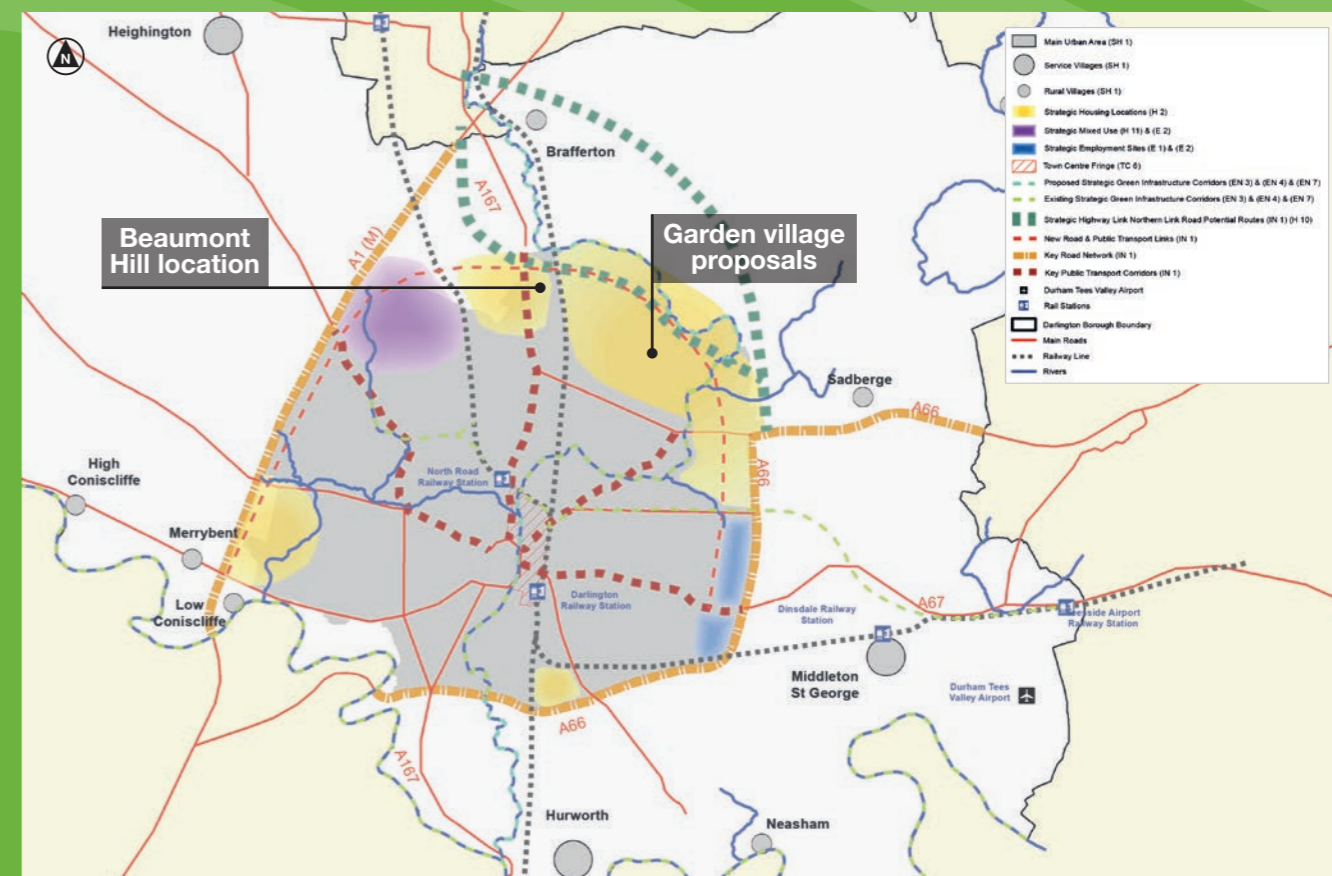 Heighington
N
Brafferton
A167
Beaumont
Hill location
Garden village
proposals
A1 (M)
Sadberge
A66
High
Coniscliffe
North Road
Railway Station
A66
Merrybent
Low
Coniscliffe
Darlington
Railway Station
Dinsdale Railway
Station
A67
Airport
Railway Station
Middleton
St George
Durham Tees
Valley Airport
A66
A167
Hurworth
Neasham
Main Urban Area (SH 1)
Service Villages (SH 1)
Rural Villages (SH 1)
Strategic Housing Locations (H 2)
Strategic Mixed Use (H 11) & (E 2)
Strategic Employment Sites (E 1) & (E 2)
Town Centre Fringe (TC 6)
Proposed Strategic Green Infrastructure Corridors (EN 3) & (EN 4) & (EN 7)
Existing Strategic Green Infrastructure Corridors (EN 3) & (EN 4) & (EN 7)
Strategic Highway Link Northern Link Road Potential Routes (IN 1) (H 10)
New Road & Public Transport Links (IN 1)
Key Road Network (IN 1)
Key Public Transport Corridors (IN 1)
Durham Tees Valley Airport
Rail Stations
Darlington Borough Boundary
Main Roads
Railway Line
Rivers